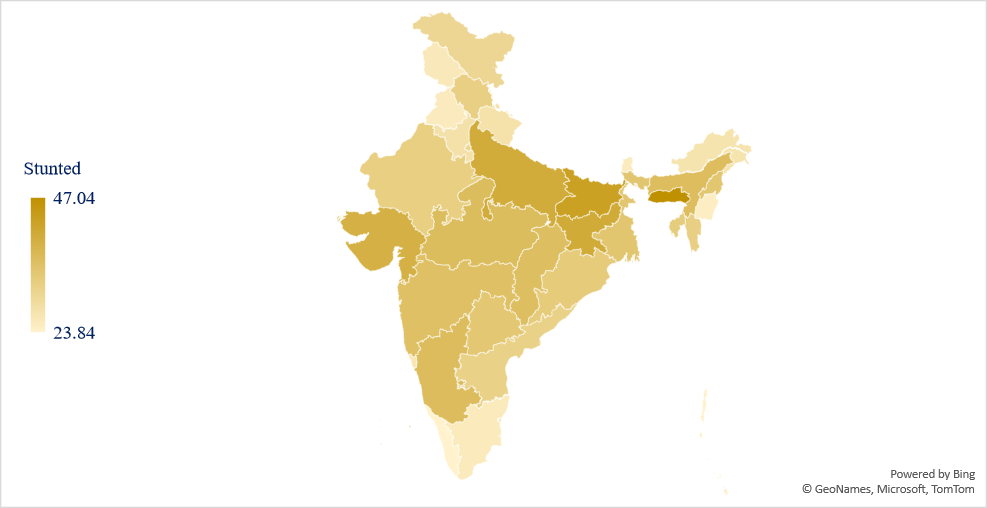 Stunted
47.04
23.84
Powered by Bing
© GeoNames, Microsoft, TomTom